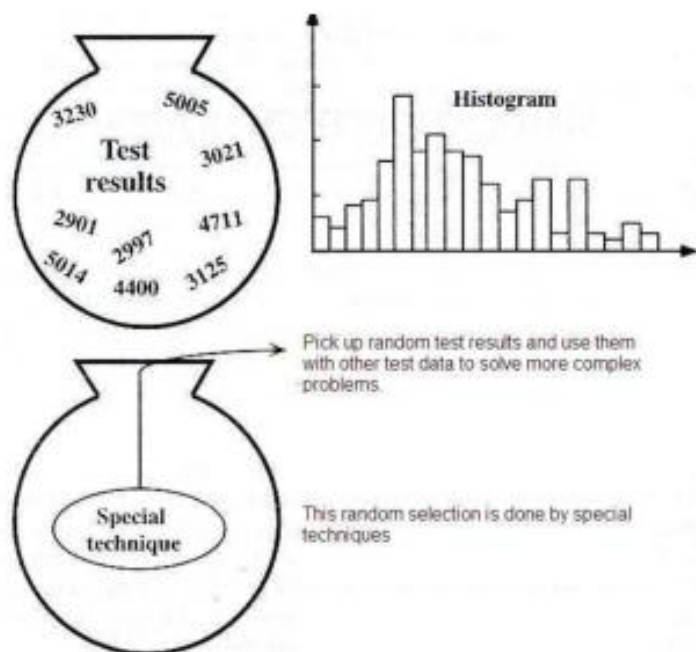 3230
5005
Histogram
Test
results
3021
2901
4711
2997
5014
4400
3125
Pick up random test results and use them
with other test data to solve more complex
problems.
Special
technique
This random selection is done by special
techniques